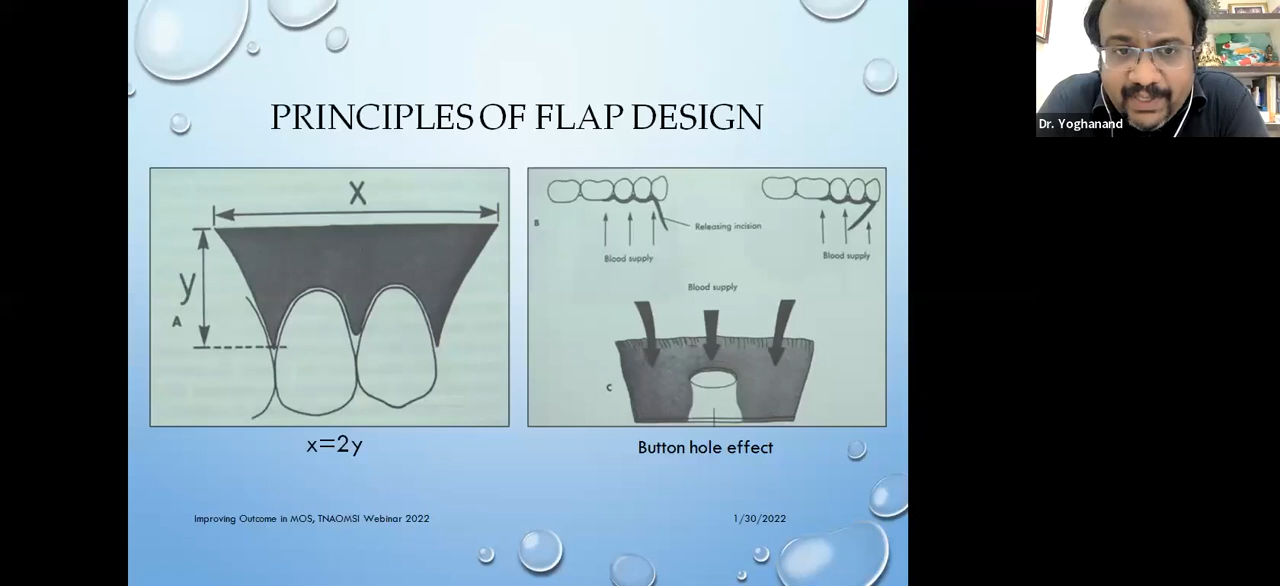 PRINCIPLES OF FLAP DESIGN
X
y
A
B
Releasing incision
Blood supply
Blood supply
Blood supply
C
x=2y
Button hole effect
Improving Outcome in MOS, TNAOMSI Webinar 2022
1/30/2022
Dr. Yoghanand